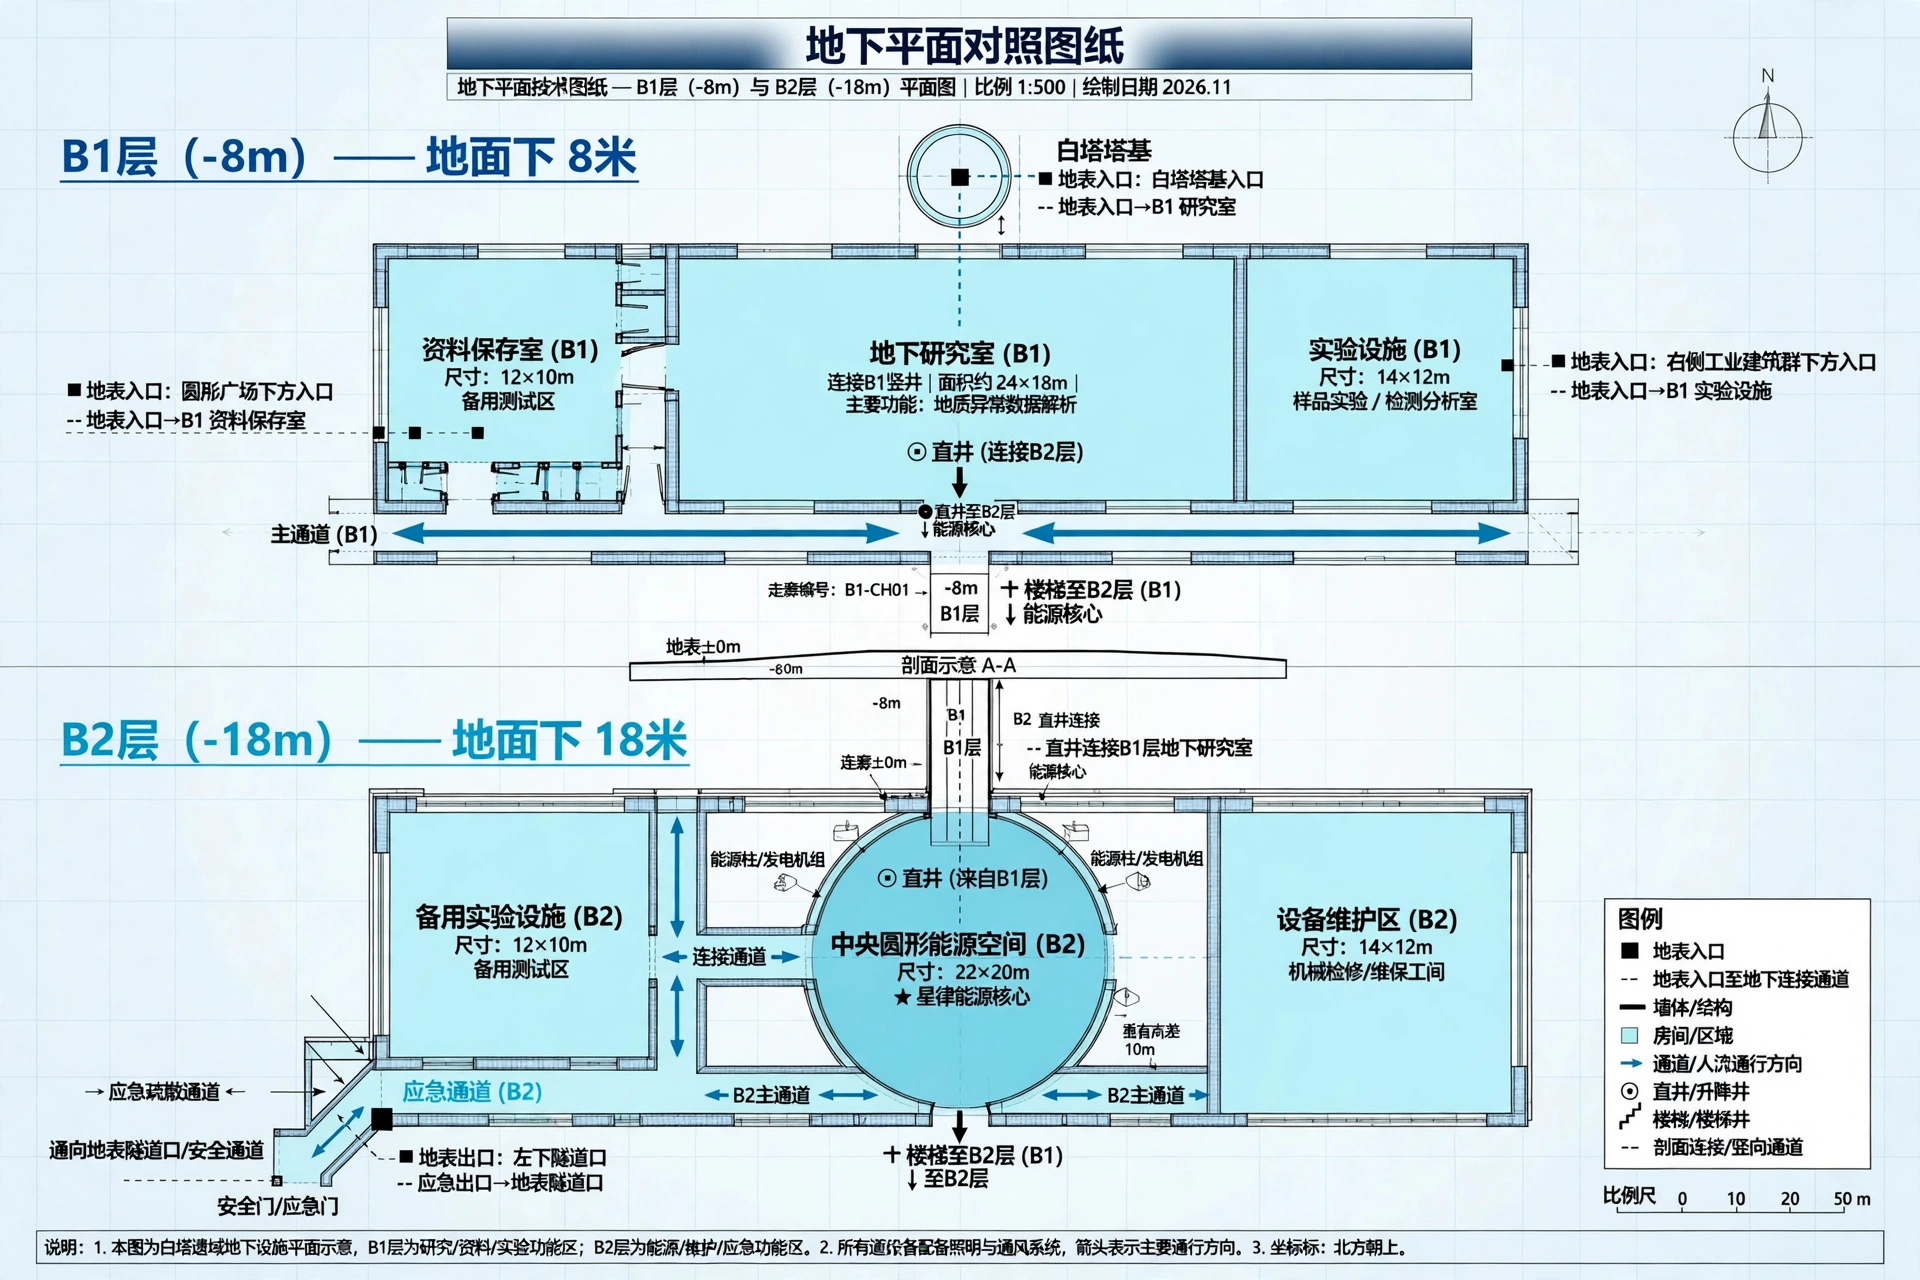 地下平面对照图纸
地下平面技术图纸 — B1层（-8m）与 B2层（-18m）平面图 | 比例 1:500 | 绘制日期 2026.11
N
B1层（-8m）—— 地面下 8米
白塔塔基
■ 地表入口：白塔塔基入口
-- 地表入口→B1 研究室
资料保存室 (B1)
尺寸：12×10m
备用测试区
地下研究室 (B1)
连接B1竖井 | 面积约 24×18m |
主要功能：地质异常数据解析
直井 (连接B2层)
实验设施 (B1)
尺寸：14×12m
样品实验 / 检测分析室
■ 地表入口：圆形广场下方入口
-- 地表入口→B1 资料保存室
■ 地表入口：右侧工业建筑群下方入口
-- 地表入口→B1 实验设施
主通道 (B1)
直井至B2层
↓ 能源核心
编号：B1-CH01 →
-8m
B1层
+ 楼梯至B2层 (B1)
↓ 能源核心
地表±0m
-60m
剖面示意 A-A
B2层（-18m）—— 地面下 18米
-8m
B1
B1层
B2 直井连接
-- 直井连接B1层地下研究室
能源核心
±0m
备用实验设施 (B2)
尺寸：12×10m
备用测试区
能源柱/发电机组
能源柱/发电机组
直井 (来自B1层)
连接通道
中央圆形能源空间 (B2)
尺寸：22×20m
★ 星律能源核心
设备维护区 (B2)
尺寸：14×12m
机械检修/维保工间
10m
→ 应急疏散通道 ←
应急通道 (B2)
B2主通道
B2主通道
通向地表隧道口/安全通道
■ 地表出口：左下隧道口
-- 应急出口→地表隧道口
安全门/应急门
+ 楼梯至B2层 (B1)
↓ 至B2层
图例
地表入口
地表入口至地下连接通道
墙体/结构
房间/区域
通道/人流通行方向
直井/升降井
楼梯/楼梯井
剖面连接/竖向通道
比例尺 0 10 20 50 m
说明：1. 本图为白塔遗域地下设施平面示意，B1层为研究/资料/实验功能区；B2层为能源/维护/应急功能区。2. 所有道设备配备照明与通风系统，箭头表示主要通行方向。3. 坐标标：北方朝上。